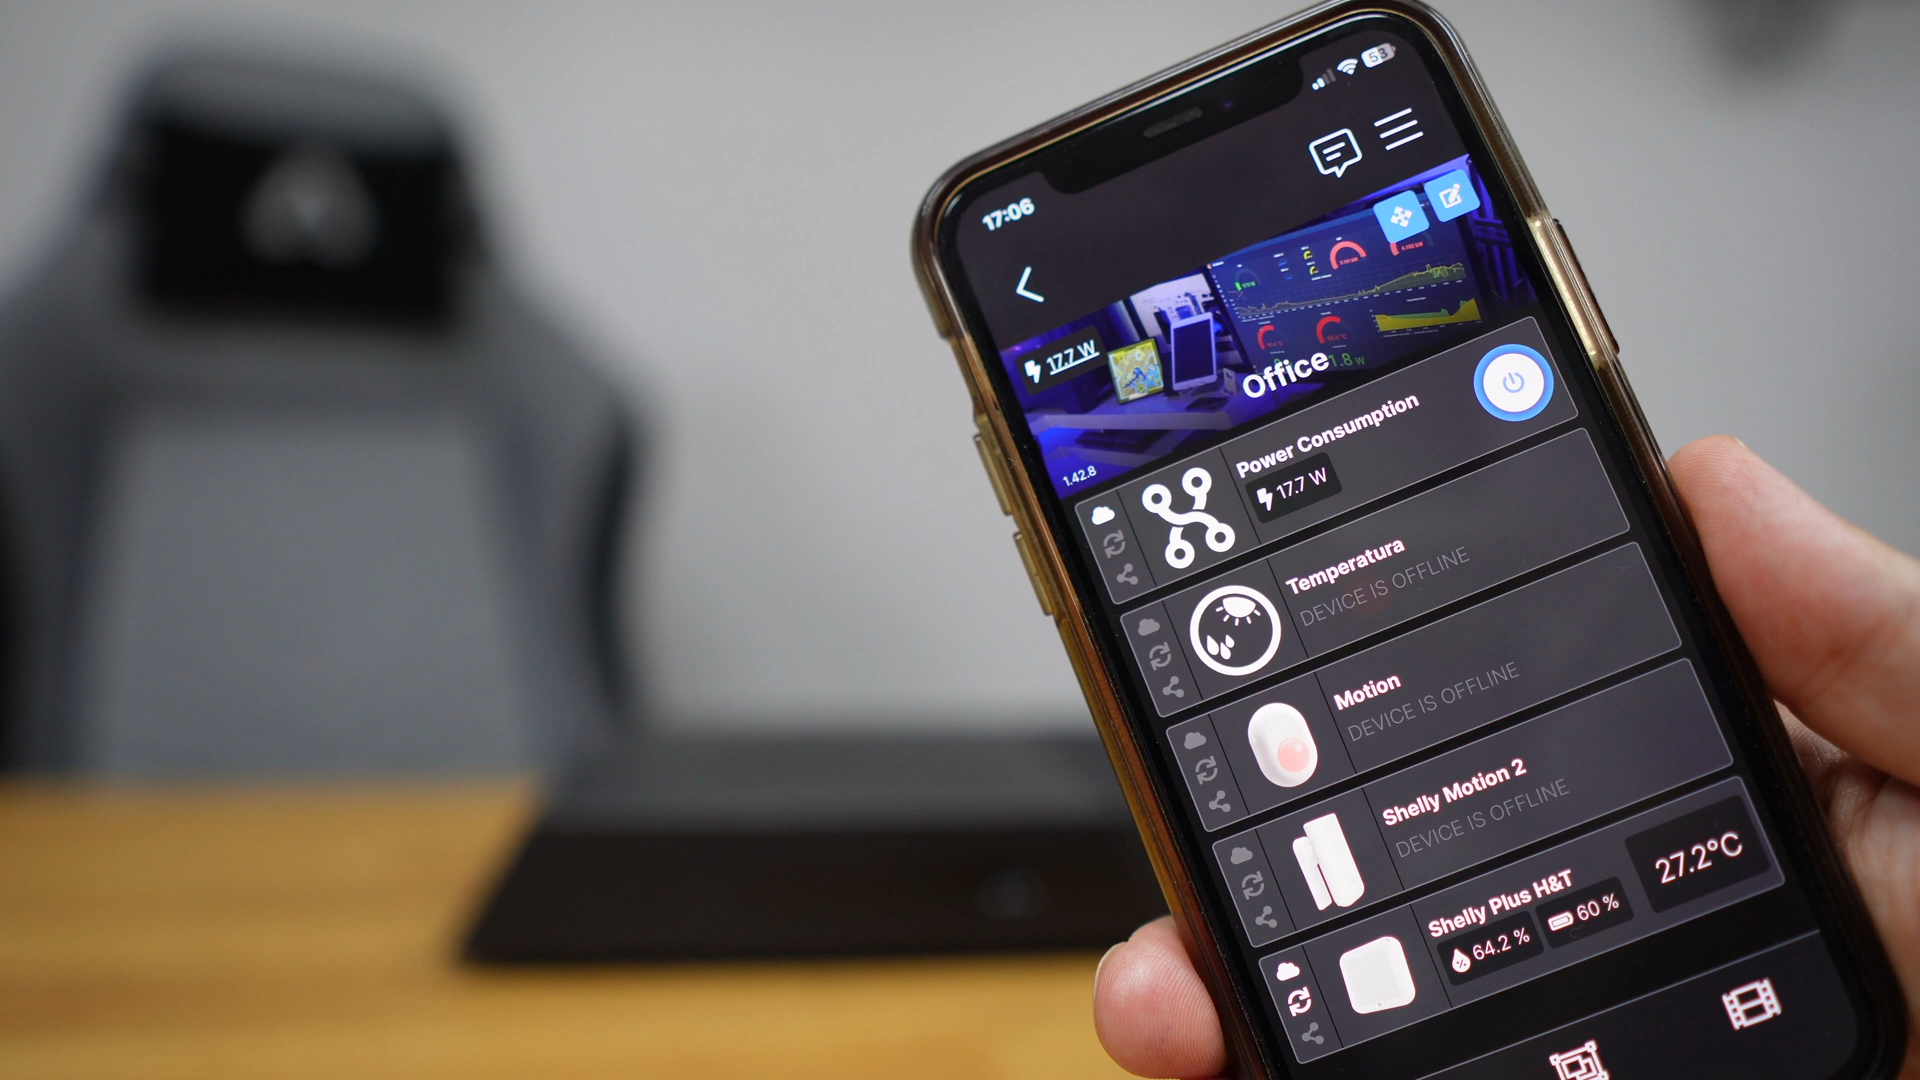 53
17:06
17.7 W
1.8 W
Office
1.42.8
Power Consumption
17.7 W
Temperatura
DEVICE IS OFFLINE
Motion
DEVICE IS OFFLINE
Shelly Motion 2
DEVICE IS OFFLINE
Shelly Plus H&T
64.2 %
60 %
27.2°C